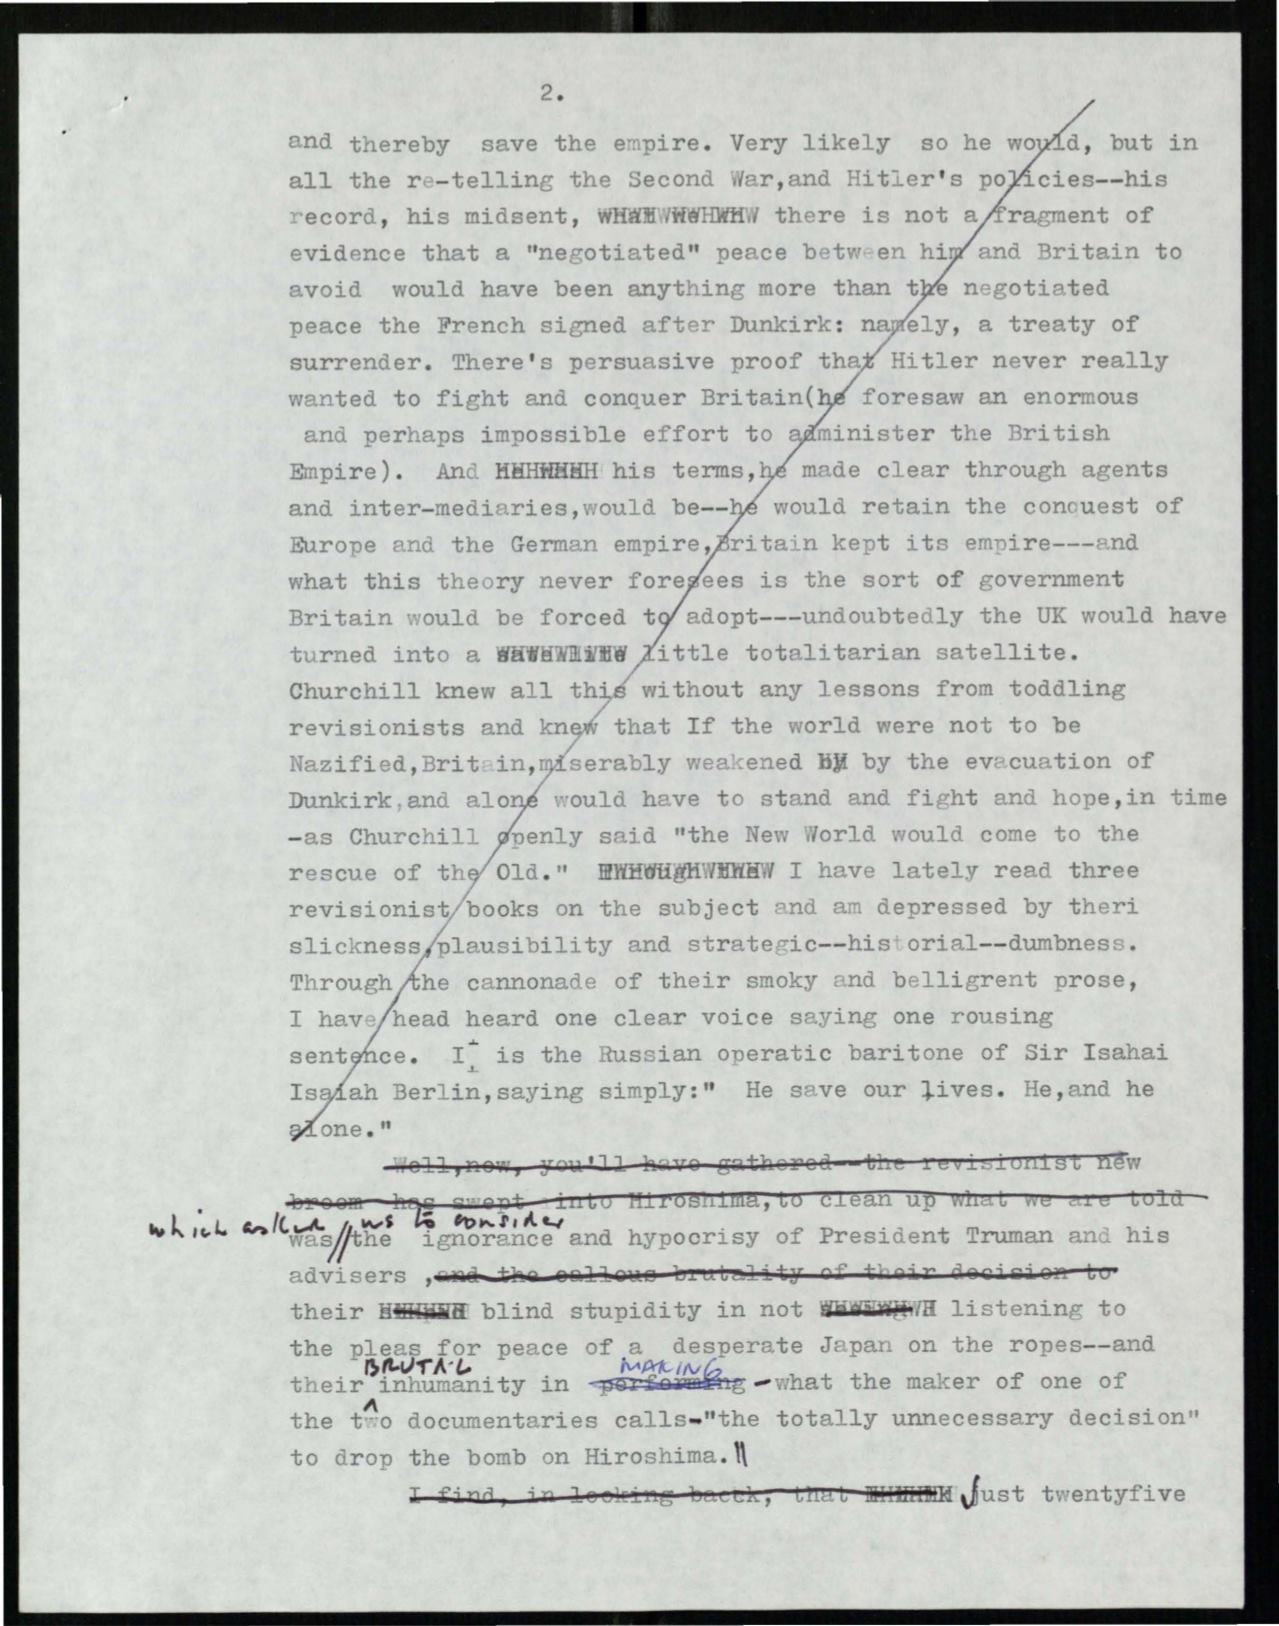 2.
and thereby save the empire. Very likely so he would, but in
all the re-telling the Second War,and Hitler's policies--his
record, his midsent, there is not a fragment of
evidence that a "negotiated" peace between him and Britain to
avoid would have been anything more than the negotiated
peace the French signed after Dunkirk: namely, a treaty of
surrender. There's persuasive proof that Hitler never really
wanted to fight and conquer Britain(he foresaw an enormous
and perhaps impossible effort to administer the British
Empire). And his terms,he made clear through agents
and inter-mediaries,would be--he would retain the conquest of
Europe and the German empire,Britain kept its empire---and
what this theory never foresees is the sort of government
Britain would be forced to adopt---undoubtedly the UK would have
turned into a little totalitarian satellite.
Churchill knew all this without any lessons from toddling
revisionists and knew that If the world were not to be
Nazified,Britain,miserably weakened by by the evacuation of
Dunkirk,and alone would have to stand and fight and hope,in time
-as Churchill openly said "the New World would come to the
rescue of the Old." I have lately read three
revisionist books on the subject and am depressed by theri
slickness,plausibility and strategic--historial--dumbness.
Through the cannonade of their smoky and belligrent prose,
I have head heard one clear voice saying one rousing
sentence. It is the Russian operatic baritone of Sir Isahai
Isaiah Berlin,saying simply:" He save our lives. He,and he
alone."
Well,now, you'll have gathered--the revisionist new
broom has swept into Hiroshima,to clean up what we are told
which asked us to consider
was//the ignorance and hypocrisy of President Truman and his
advisers ,and the callous brutality of their decision to
their blind stupidity in not listening to
the pleas for peace of a desperate Japan on the ropes--and
BRUTAL MAKING
their inhumanity in performing -what the maker of one of
the two documentaries calls-"the totally unnecessary decision"
to drop the bomb on Hiroshima.||
I find, in looking bactk, that just twentyfive